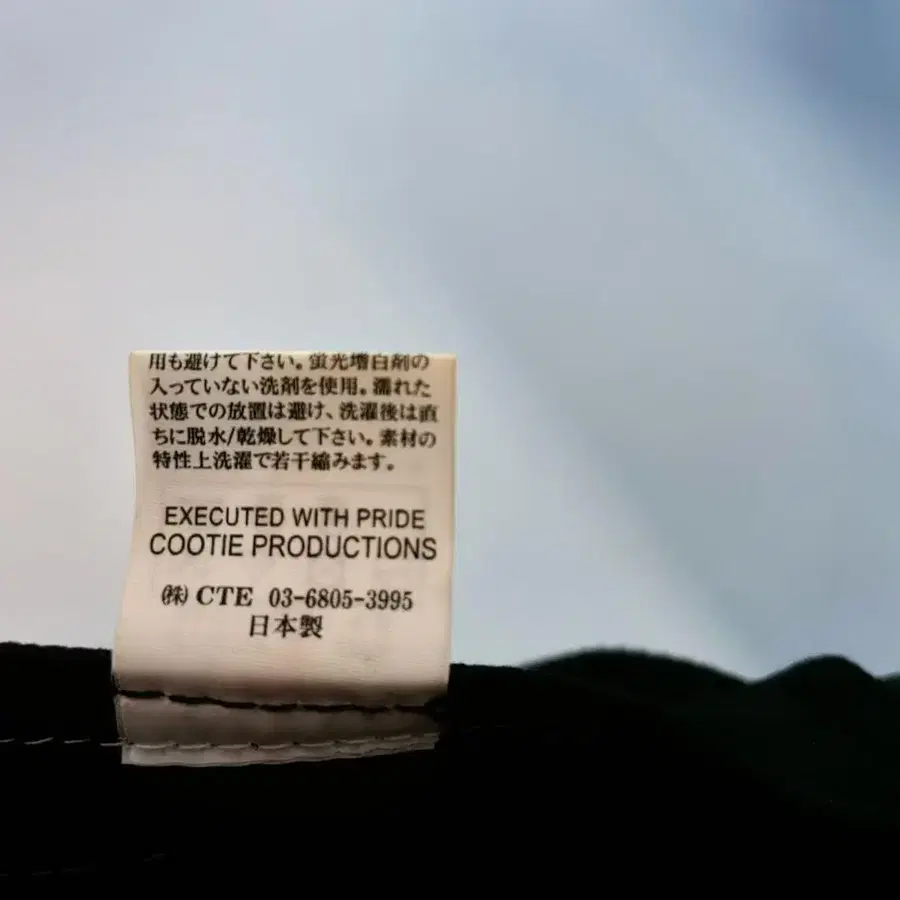 用も避けて下さい。蛍光増白剤の
入っていない洗剤を使用。濡れた
状態での放置は避け、洗濯後は直
ちに脱水/乾燥して下さい。素材の
特性上洗濯で若干縮みます。
EXECUTED WITH PRIDE
COOTIE PRODUCTIONS
㈱ CTE 03-6805-3995
日本製